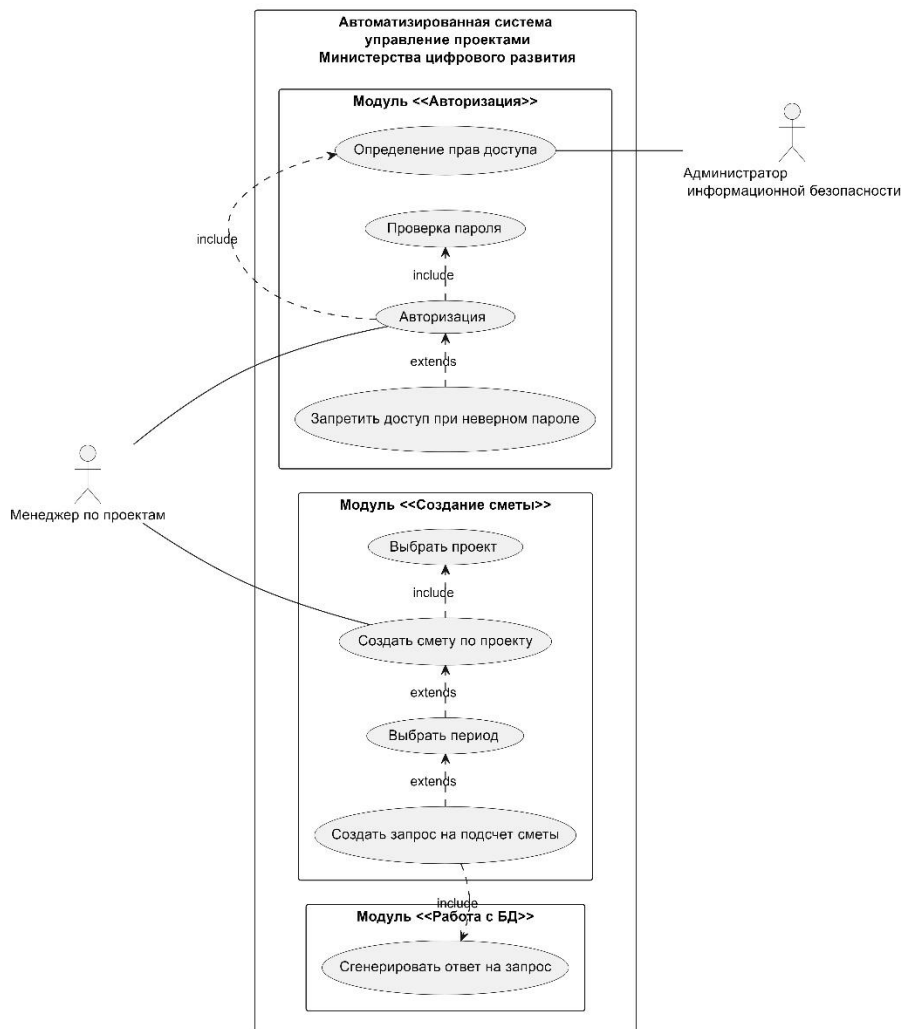 Автоматизированная система
управление проектами
Министерства цифрового развития
Модуль <<Авторизация>>
Определение прав доступа
Администратор
информационной безопасности
include
Проверка пароля
include
Авторизация
extends
Запретить доступ при неверном пароле
Менеджер по проектам
Модуль <<Создание сметы>>
Выбрать проект
include
Создать смету по проекту
extends
Выбрать период
extends
Создать запрос на подсчет сметы
include
Модуль <<Работа с БД>>
Сгенерировать ответ на запрос